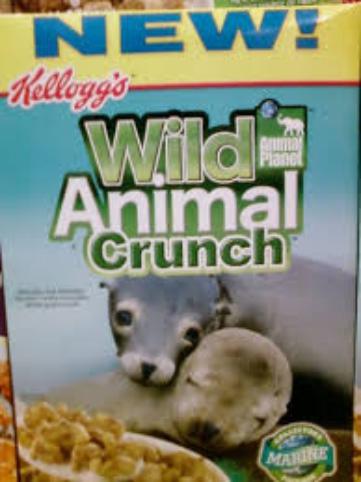 NEW!
Kellogg's
Wild
Animal
Planet
Animal
Crunch
MARINE